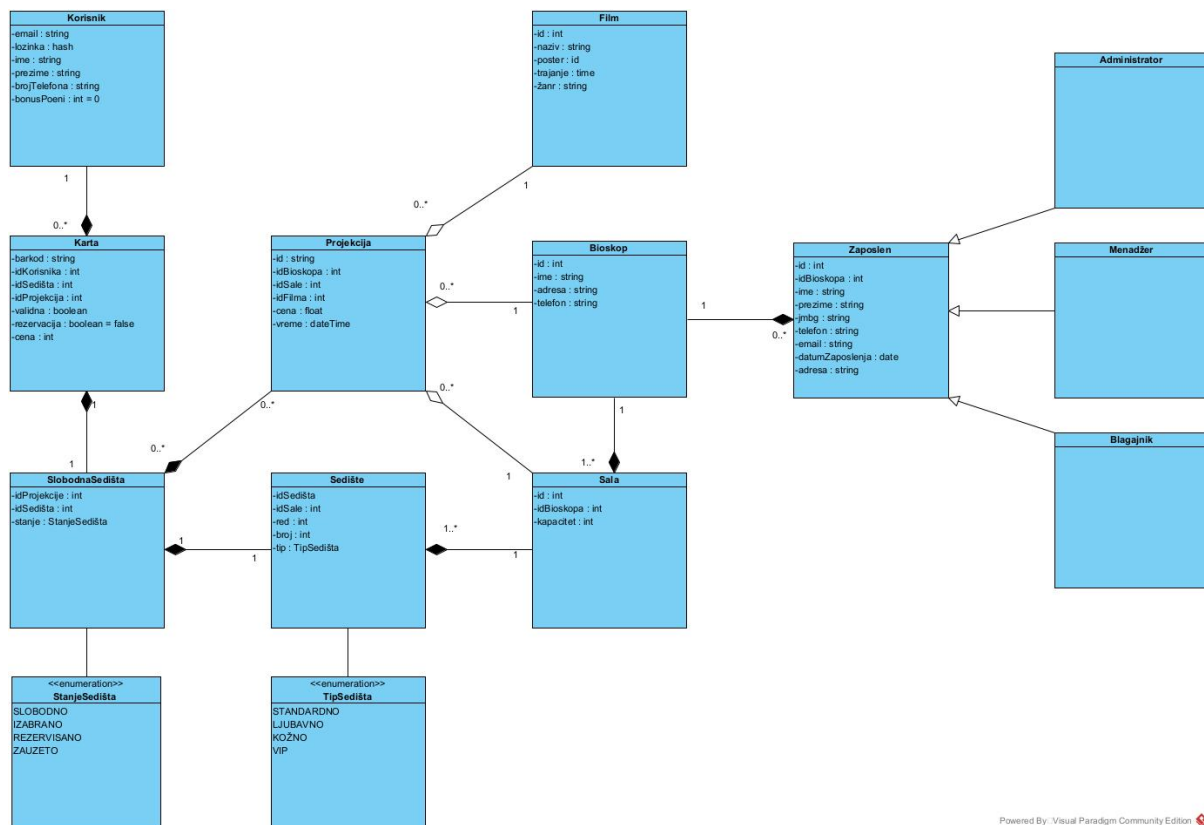 Korisnik
-email : string
-lozinka : hash
-ime : string
-prezime : string
-brojTelefona : string
-bonusPoeni : int = 0
Film
-id : int
-naziv : string
-poster : id
-trajanje : time
-žanr : string
Administrator
1
0..*
0..*
1
Karta
-barkod : string
-idKorisnika : int
-idSedišta : int
-idProjekcija : int
-validna : boolean
-rezervacija : boolean = false
-cena : int
Projekcija
-id : string
-idBioskopa : int
-idSale : int
-idFilma : int
-cena : float
-vreme : dateTime
0..*
1
Bioskop
-id : int
-ime : string
-adresa : string
-telefon : string
1
0..*
Zaposlen
-id : int
-idBioskopa : int
-ime : string
-prezime : string
-jmbg : string
-telefon : string
-email : string
-datumZaposlenja : date
-adresa : string
Menadžer
1
1
0..*
0..*
0..*
1
1
1..*
Blagajnik
SlobodnaSedišta
-idProjekcije : int
-idSedišta : int
-stanje : StanjeSedišta
1
1
Sedište
-idSedišta
-idSale : int
-red : int
-broj : int
-tip : TipSedišta
1..*
1
Sala
-id : int
-idBioskopa : int
-kapacitet : int
<<enumeration>>
StanjeSedišta
SLOBODNO
IZABRANO
REZERVISANO
ZAUZETO
<<enumeration>>
TipSedišta
STANDARDNO
LJUBAVNO
KOŽNO
VIP
Powered By Visual Paradigm Community Edition